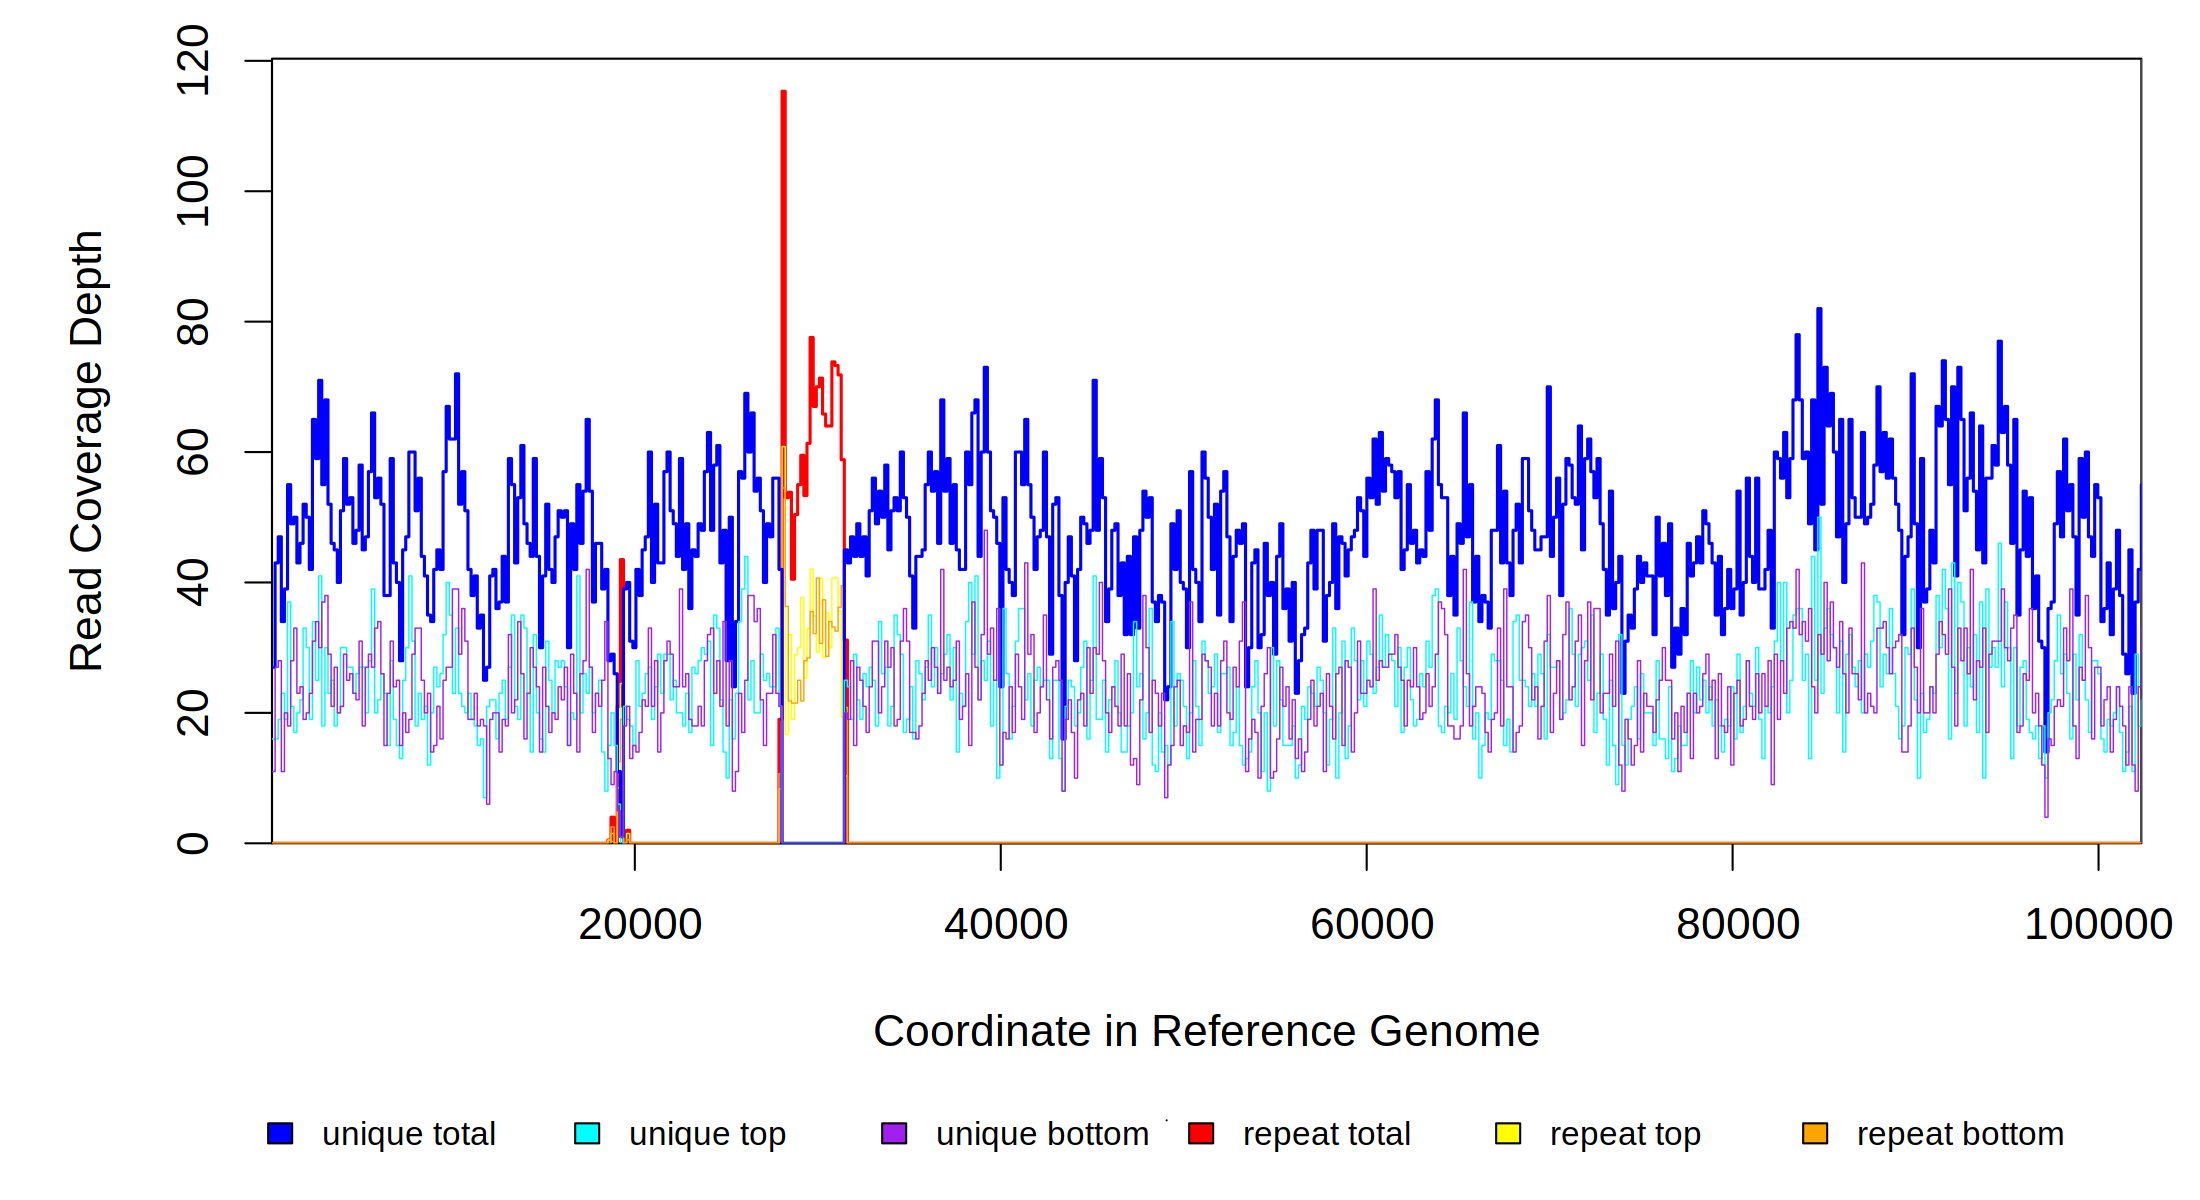 120
100
80
60
40
20
0
Read Coverage Depth
20000 40000 60000 80000 100000
Coordinate in Reference Genome
unique total unique top unique bottom repeat total repeat top repeat bottom